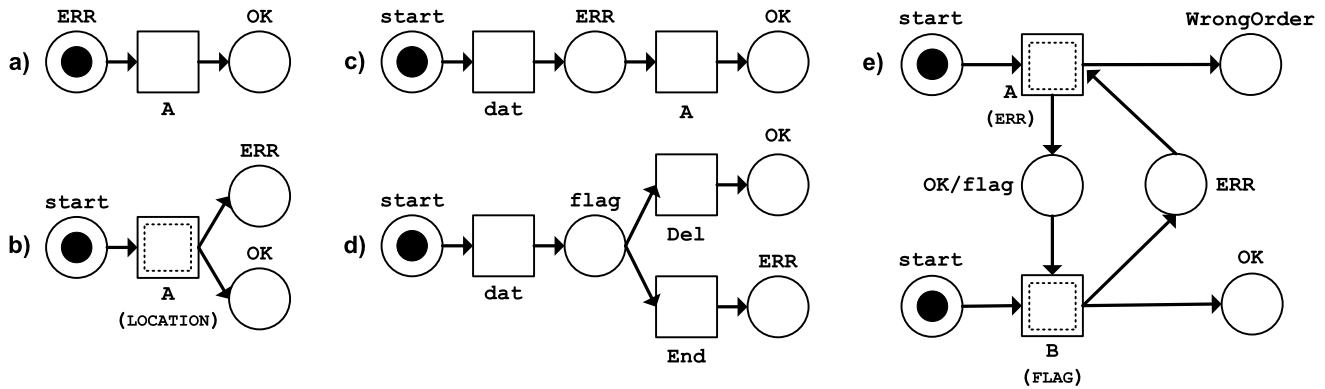 a)
ERR
OK
A
b)
start
ERR
OK
A
(LOCATION)
c)
start
ERR
OK
dat
A
d)
start
flag
OK
dat
Del
ERR
End
e)
start
WrongOrder
A
(ERR)
OK/flag
ERR
start
OK
B
(FLAG)